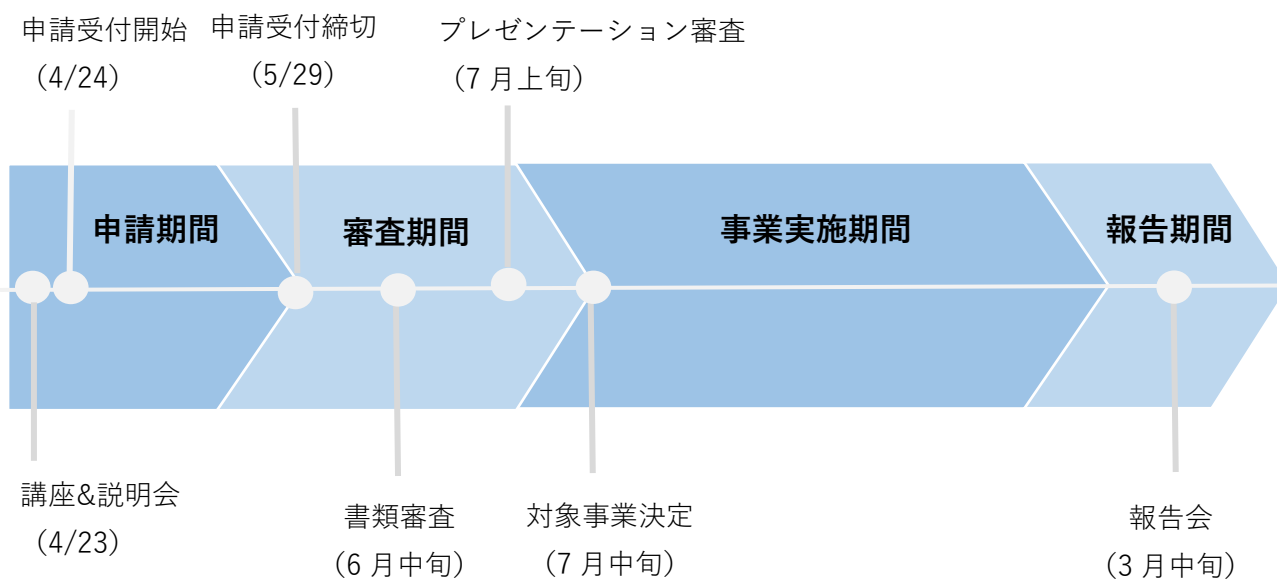 申請受付開始
（4/24）
申請受付締切
（5/29）
プレゼンテーション審査
（7 月上旬）
申請期間
審査期間
事業実施期間
報告期間
講座&説明会
（4/23）
書類審査
（6 月中旬）
対象事業決定
（7 月中旬）
報告会
（3 月中旬）